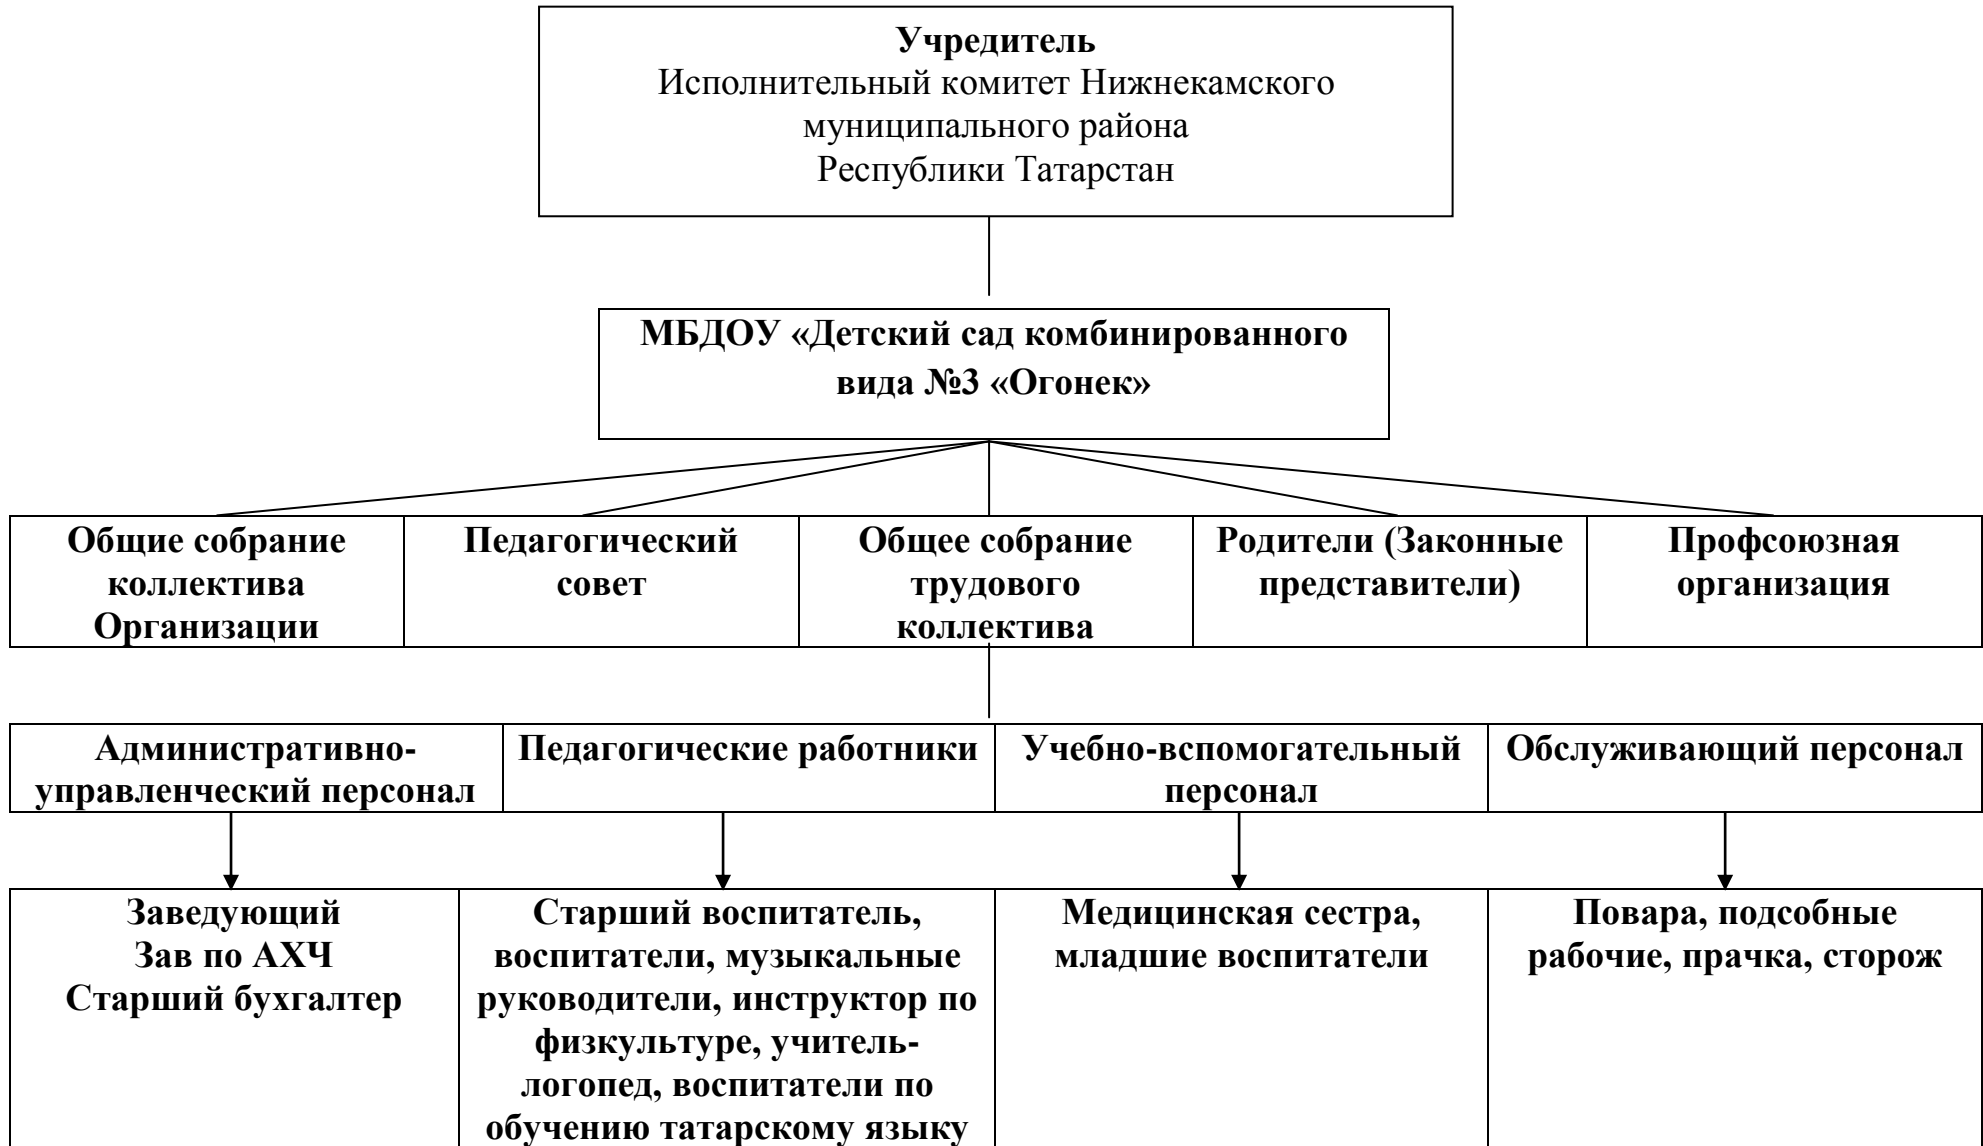 Учредитель
Исполнительный комитет Нижнекамского
муниципального района
Республики Татарстан
МБДОУ «Детский сад комбинированного
вида №3 «Огонек»
Общие собрание
коллектива
Организации
Педагогический
совет
Общее собрание
трудового
коллектива
Родители (Законные
представители)
Профсоюзная
организация
Административно-
управленческий персонал
Педагогические работники
Учебно-вспомогательный
персонал
Обслуживающий персонал
Заведующий
Зав по АХЧ
Старший бухгалтер
Старший воспитатель,
воспитатели, музыкальные
руководители, инструктор по
физкультуре, учитель-
логопед, воспитатели по
обучению татарскому языку
Медицинская сестра,
младшие воспитатели
Повара, подсобные
рабочие, прачка, сторож